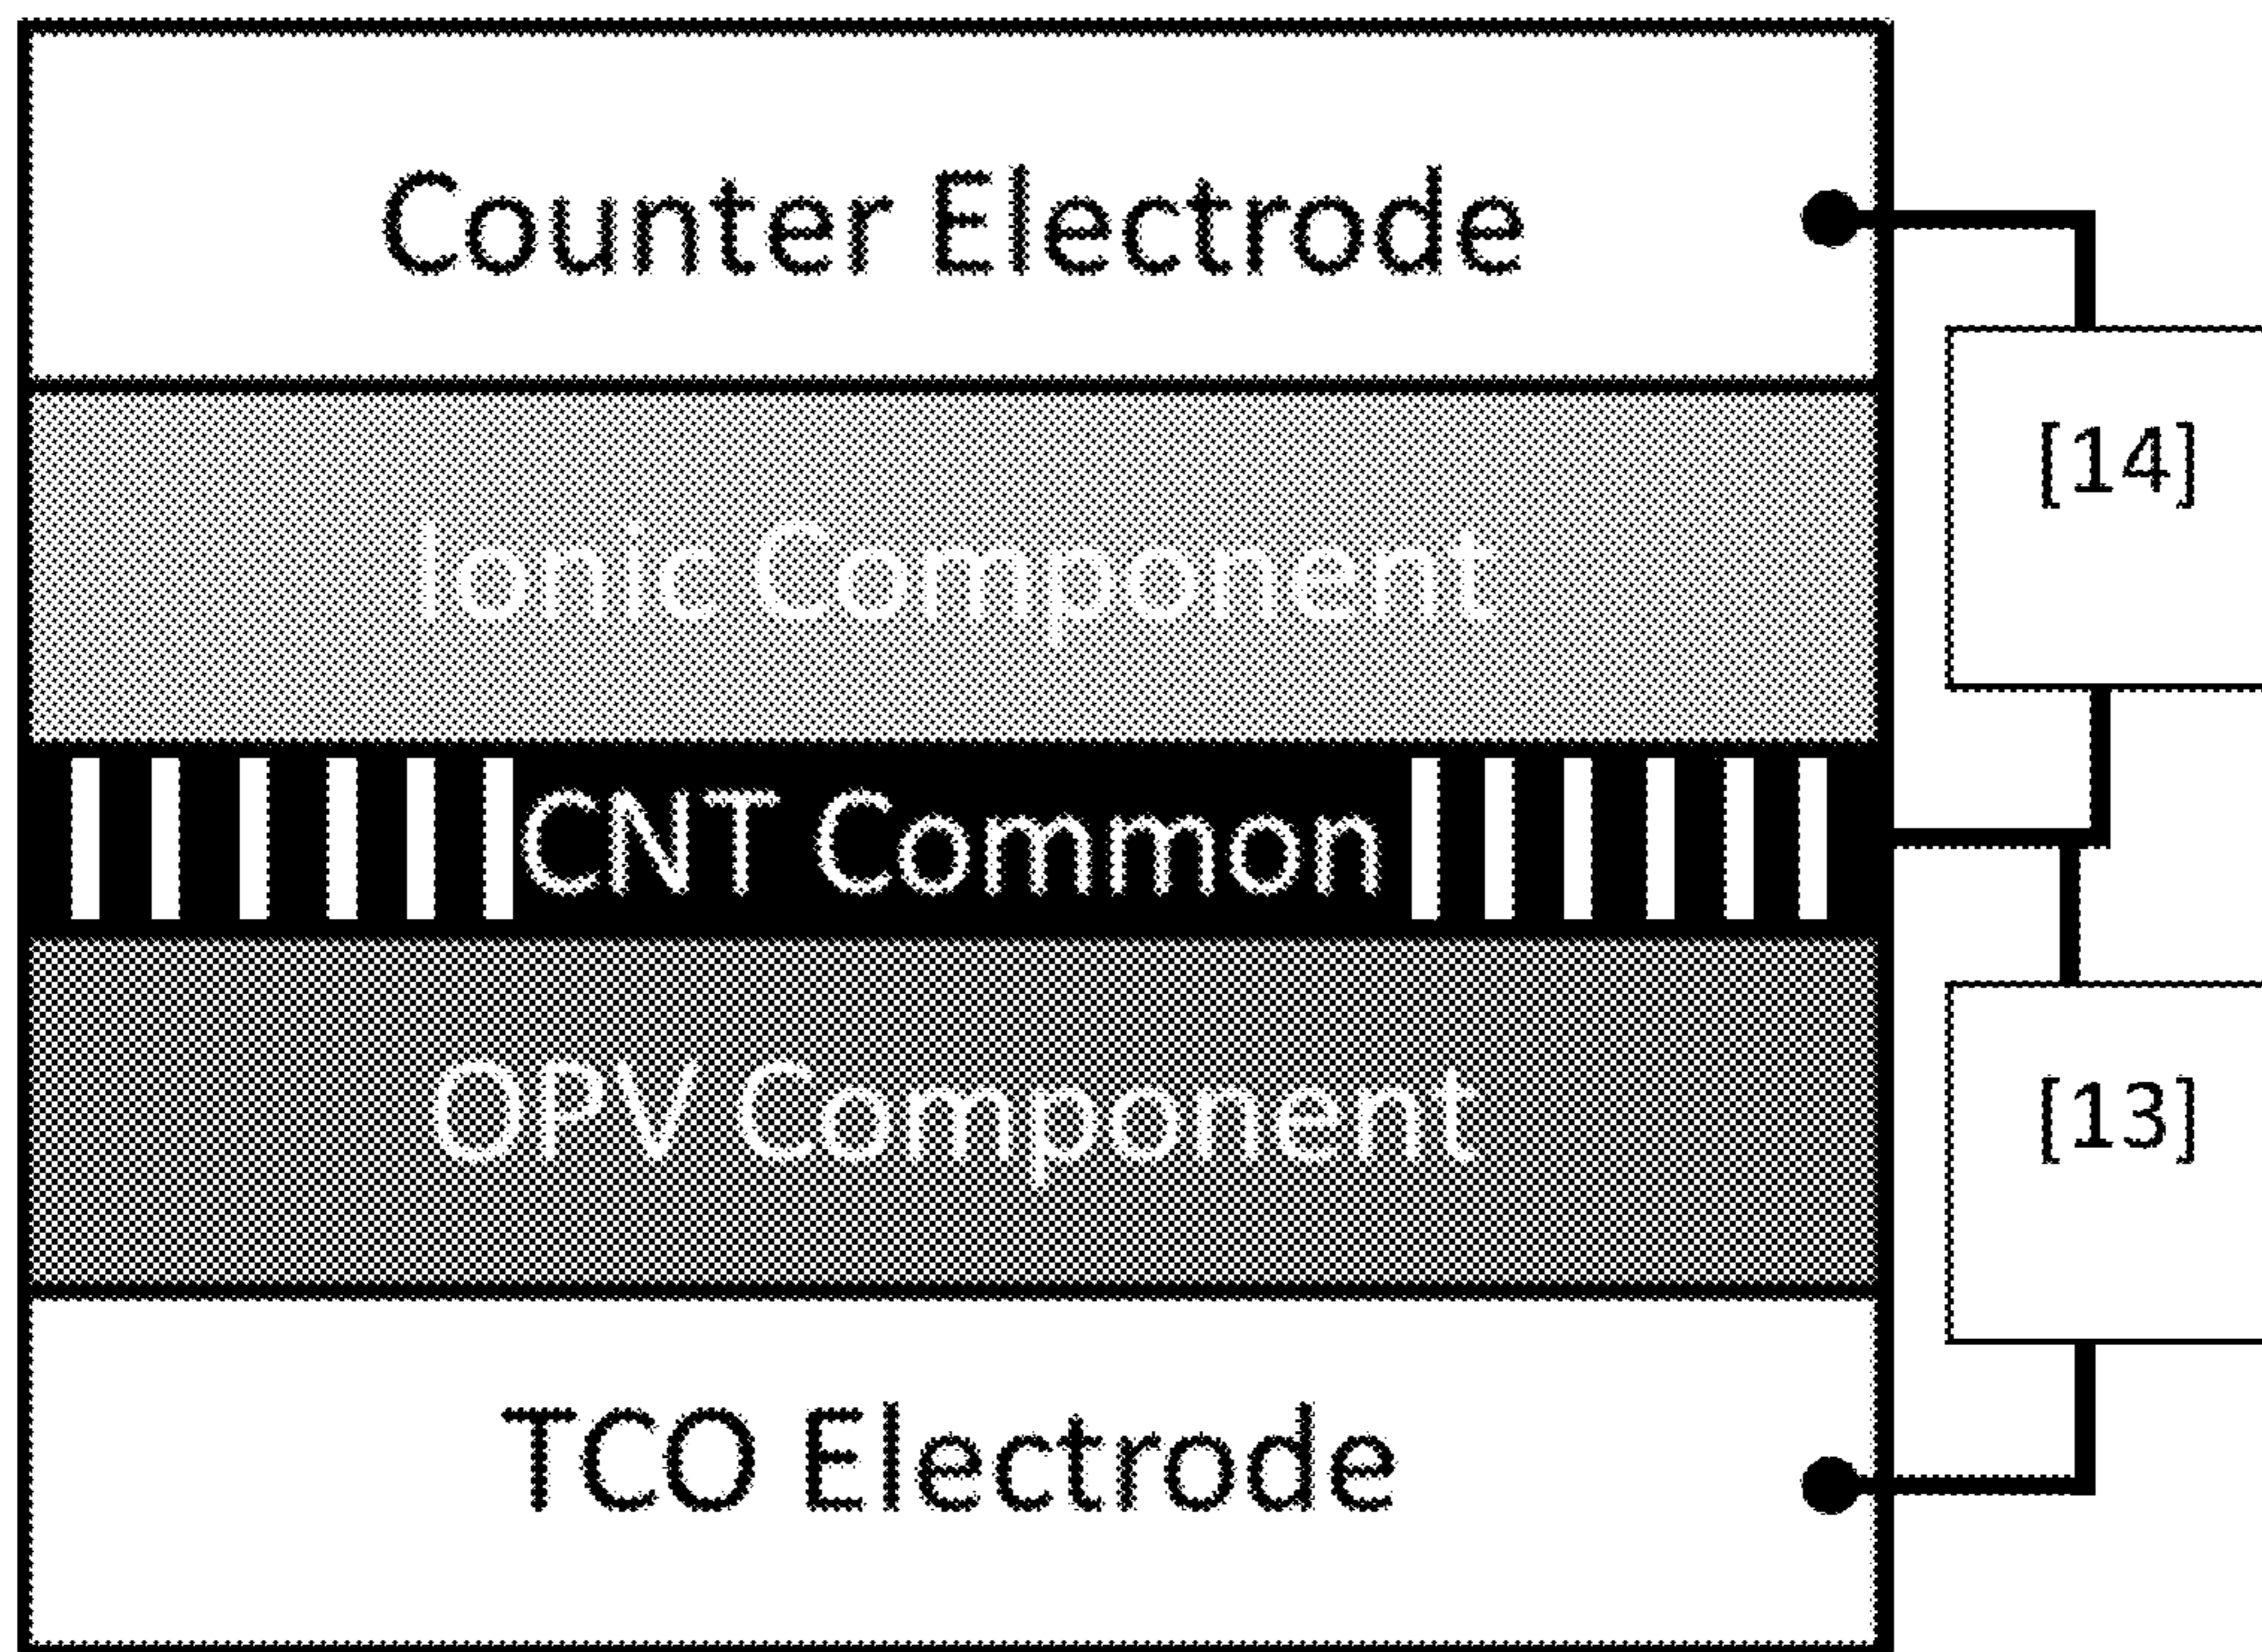 Counter Electrode
[14]
Ionic Component
CNT Common
OPV Component
[13]
TCO Electrode